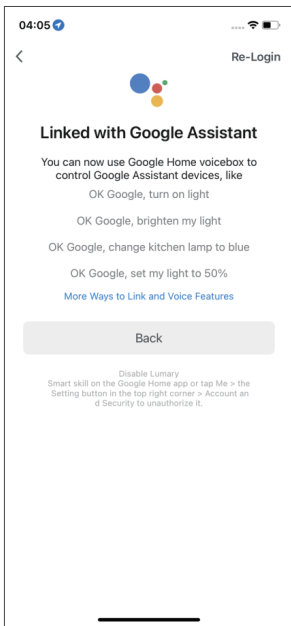 04:05
Re-Login
Linked with Google Assistant
You can now use Google Home voicebox to
control Google Assistant devices, like
OK Google, turn on light
OK Google, brighten my light
OK Google, change kitchen lamp to blue
OK Google, set my light to 50%
More Ways to Link and Voice Features
Back
Disable Lumary
Smart skill on the Google Home app or tap Me > the
Setting button in the top right corner > Account an
d Security to unauthorize it.